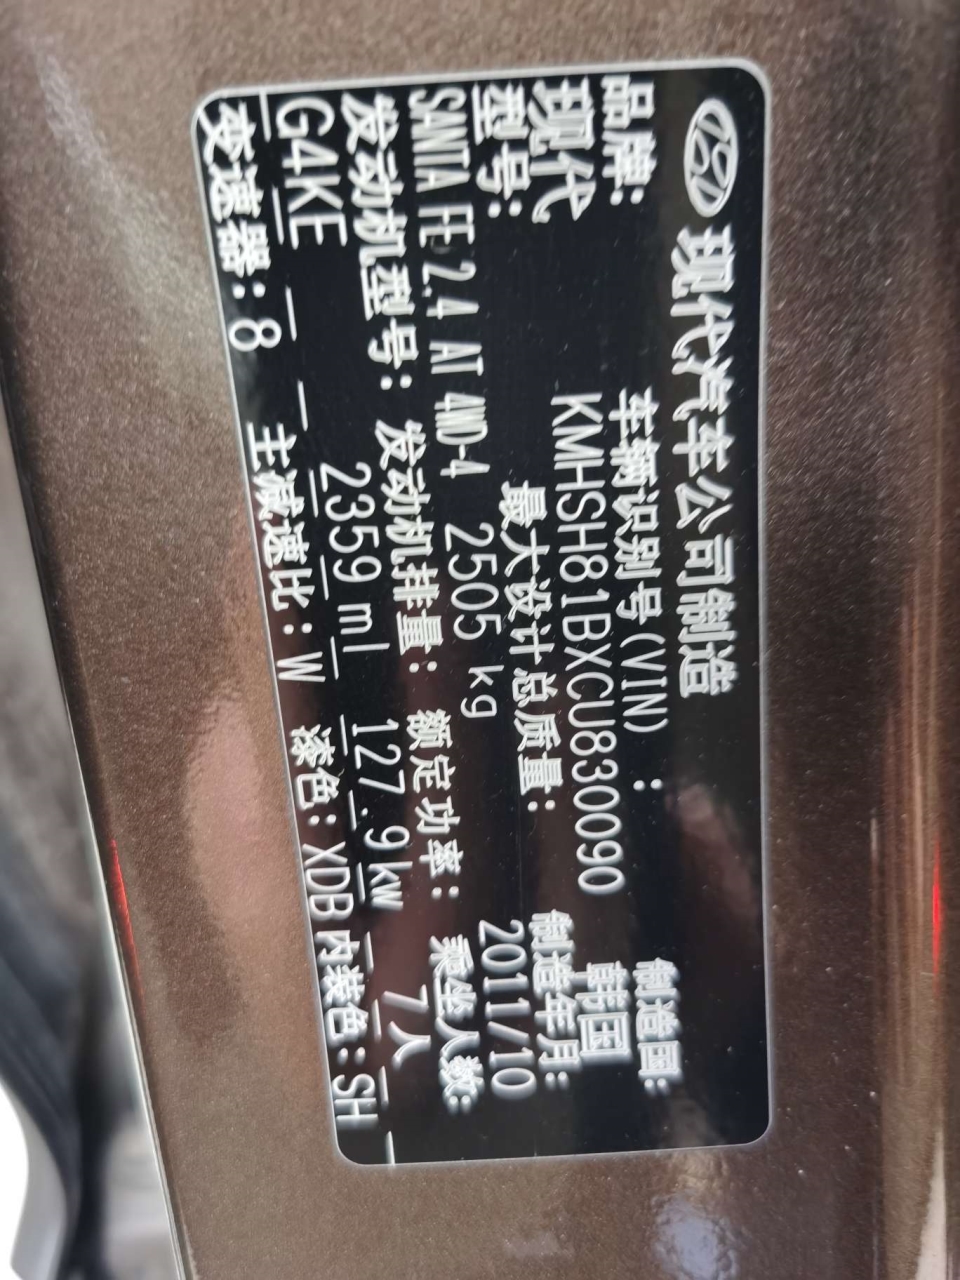 现代汽车公司制造
品牌: 车辆识别号(VIN) : 制造国:
现代 KMHSH81BXCU830090 韩国
型号: 最大设计总质量: 制造年月:
SANTA FE 2.4 AT 4WD-4 2505 kg 2011/10
发动机型号: 发动机排量: 额定功率: 乘坐人数:
G4KE 2359 ml 127.9kw 7人
变速器:8 主减速比:W 漆色:XDB 内装色:SH